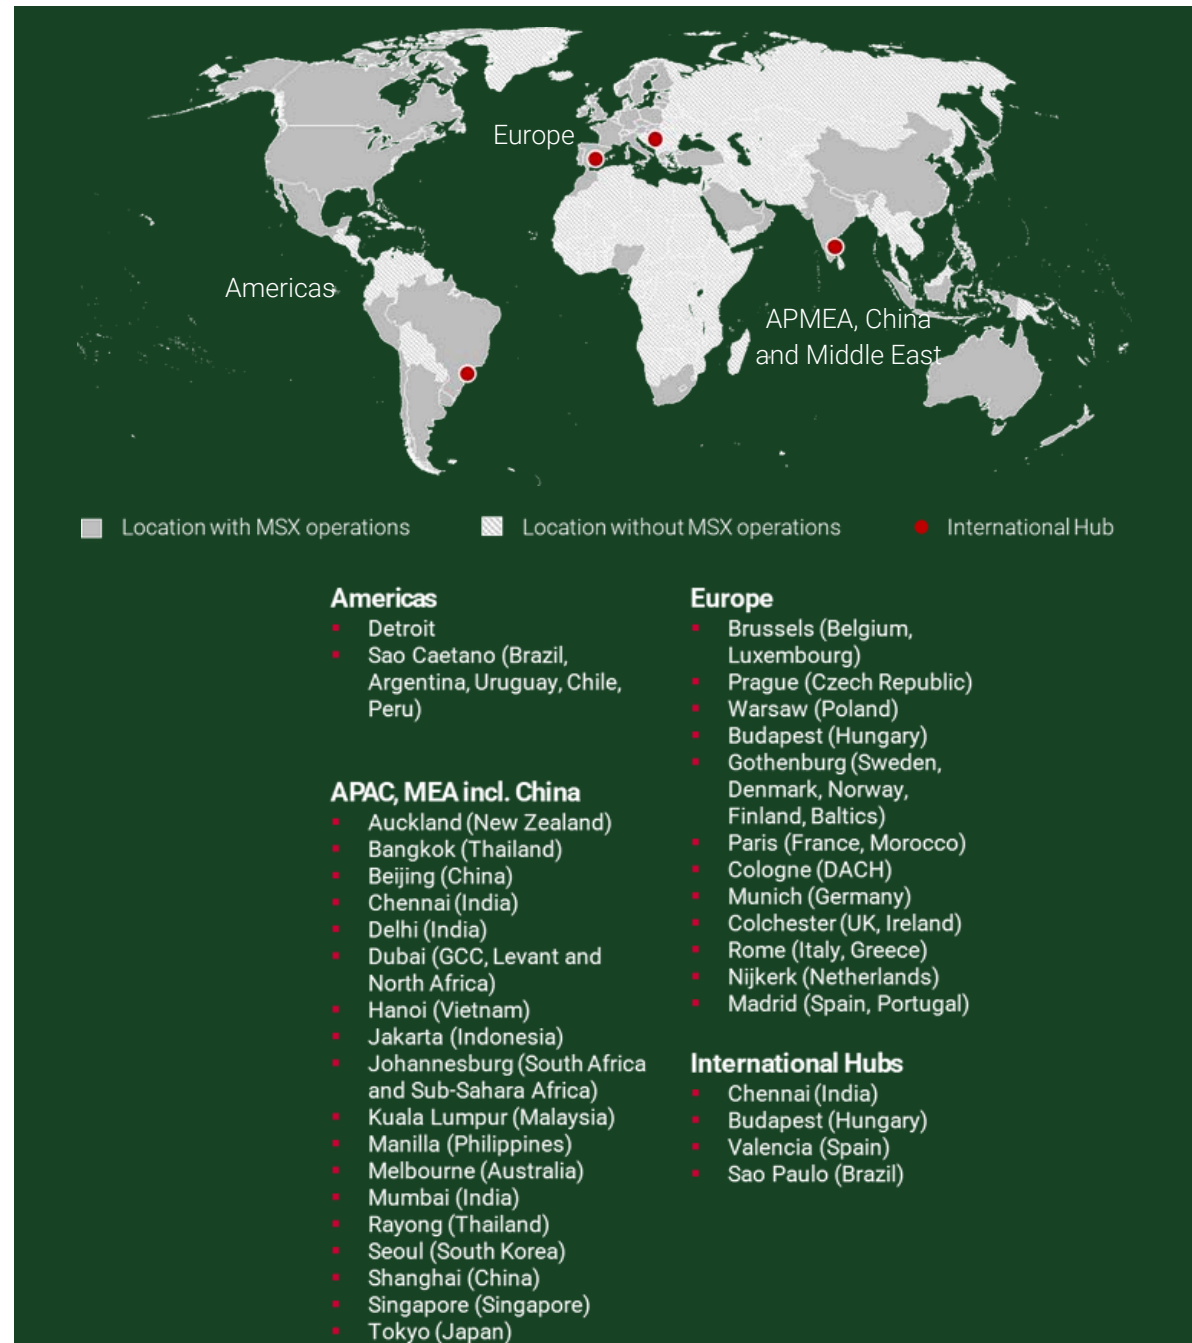 Europe
Americas
APMEA, China
and Middle East
Location with MSX operations
Location without MSX operations
International Hub
Americas
Detroit
Sao Caetano (Brazil,
Argentina, Uruguay, Chile,
Peru)
APAC, MEA incl. China
Auckland (New Zealand)
Bangkok (Thailand)
Beijing (China)
Chennai (India)
Delhi (India)
Dubai (GCC, Levant and
North Africa)
Hanoi (Vietnam)
Jakarta (Indonesia)
Johannesburg (South Africa
and Sub-Sahara Africa)
Kuala Lumpur (Malaysia)
Manilla (Philippines)
Melbourne (Australia)
Mumbai (India)
Rayong (Thailand)
Seoul (South Korea)
Shanghai (China)
Singapore (Singapore)
Tokyo (Japan)
Europe
Brussels (Belgium,
Luxembourg)
Prague (Czech Republic)
Warsaw (Poland)
Budapest (Hungary)
Gothenburg (Sweden,
Denmark, Norway,
Finland, Baltics)
Paris (France, Morocco)
Cologne (DACH)
Munich (Germany)
Colchester (UK, Ireland)
Rome (Italy, Greece)
Nijkerk (Netherlands)
Madrid (Spain, Portugal)
International Hubs
Chennai (India)
Budapest (Hungary)
Valencia (Spain)
Sao Paulo (Brazil)